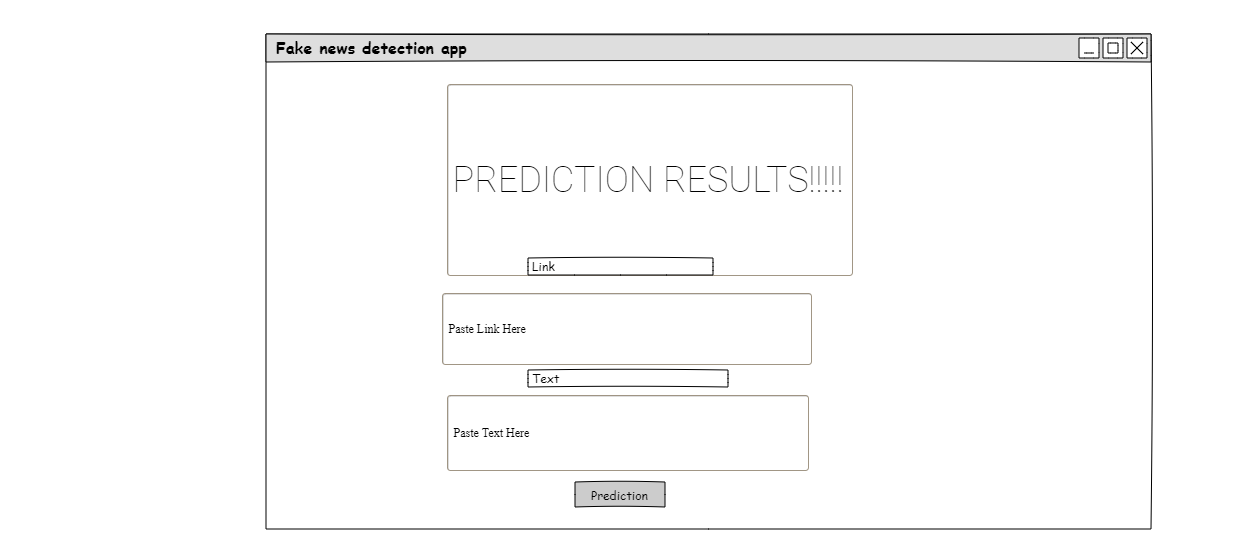 Fake news detection app
PREDICTION RESULTS!!!!!
Link
Paste Link Here
Text
Paste Text Here
Prediction